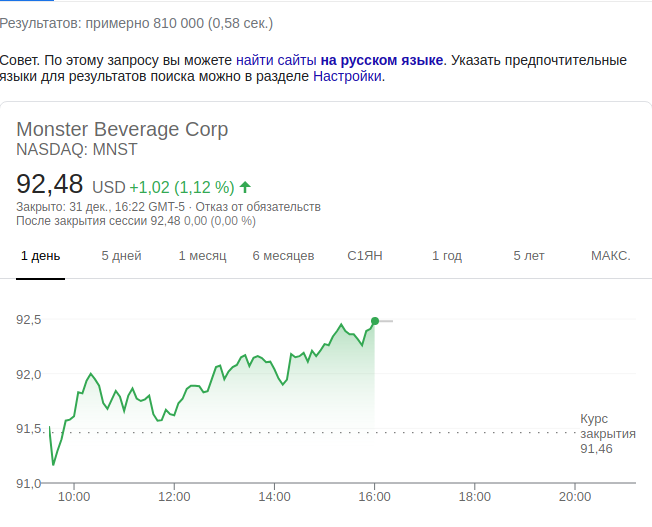 Результатов: примерно 810 000 (0,58 сек.)
Совет. По этому запросу вы можете найти сайты на русском языке. Указать предпочтительные
языки для результатов поиска можно в разделе Настройки.
Monster Beverage Corp
NASDAQ: MNST
92,48 USD +1,02 (1,12 %)
Закрыто: 31 дек., 16:22 GMT-5 · Отказ от обязательств
После закрытия сессии 92,48 0,00 (0,00 %)
1 день 5 дней 1 месяц 6 месяцев С1ЯН 1 год 5 лет МАКС.
92,5
92,0
91,5
91,0
Курс
закрытия
91,46
10:00 12:00 14:00 16:00 18:00 20:00